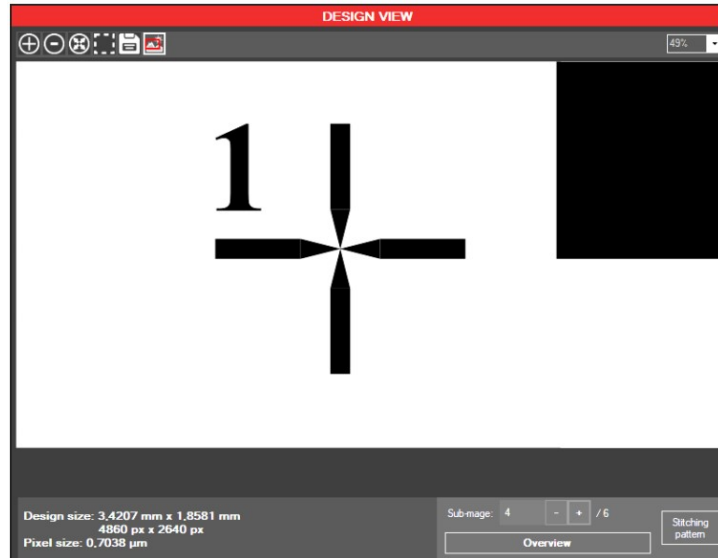 DESIGN VIEW
49%
1
Design size: 3,4207 mm x 1,8581 mm
4860 px x 2640 px
Pixel size: 0,7038 µm
Sub-mage: 4 - + / 6
Overview
Stitching
pattern